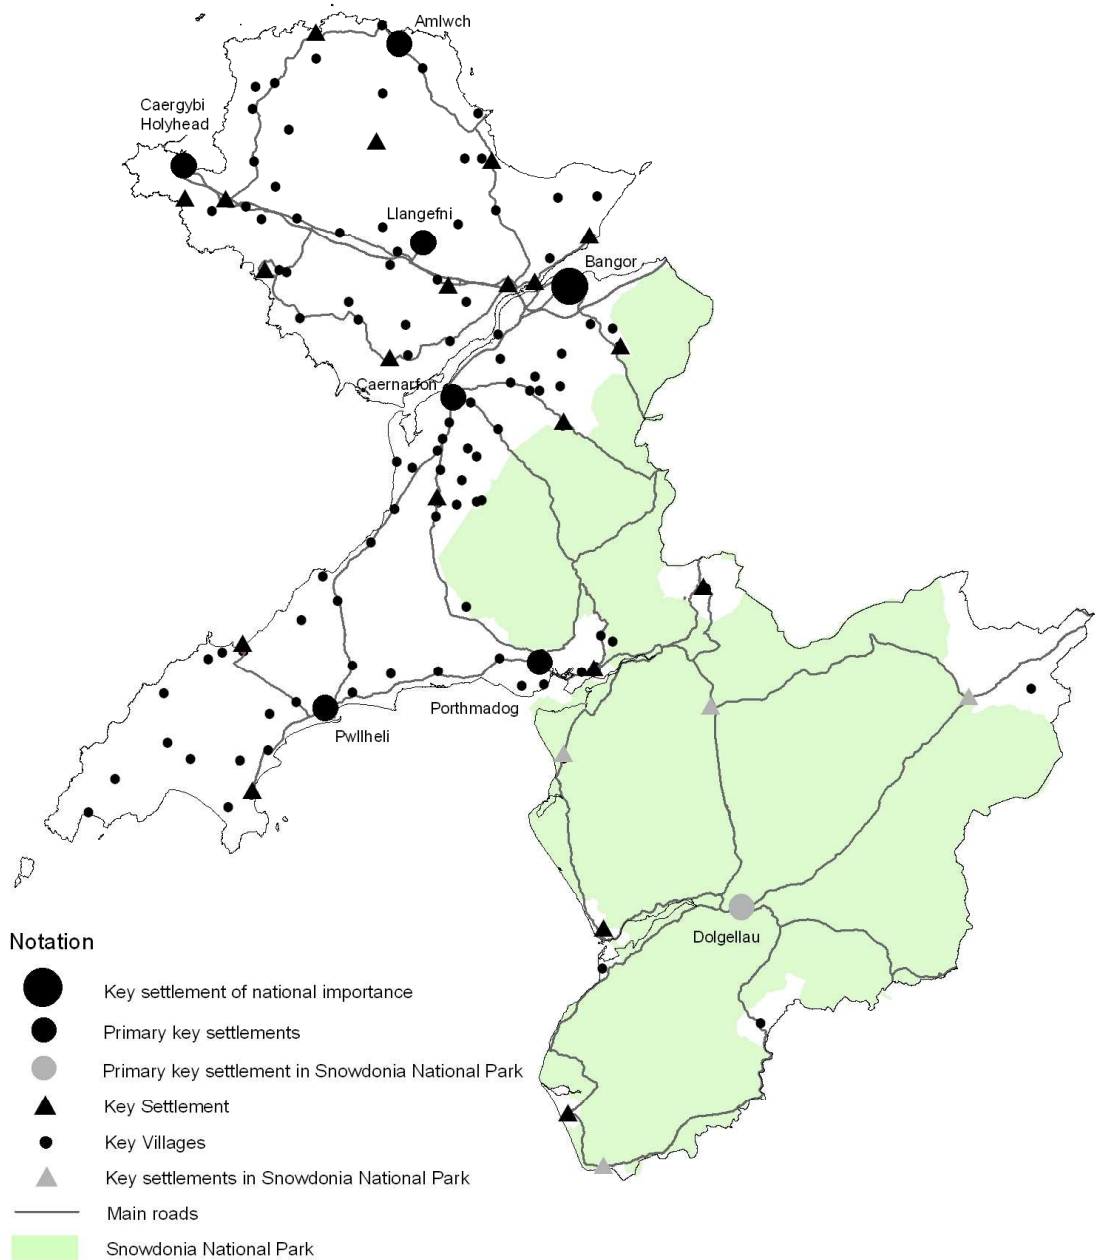 Amlwch
Caergybi
Holyhead
Llangefni
Bangor
Caernarfon
Porthmadog
Pwllheli
Dolgellau
Notation
Key settlement of national importance
Primary key settlements
Primary key settlement in Snowdonia National Park
Key Settlement
Key Villages
Key settlements in Snowdonia National Park
Main roads
Snowdonia National Park